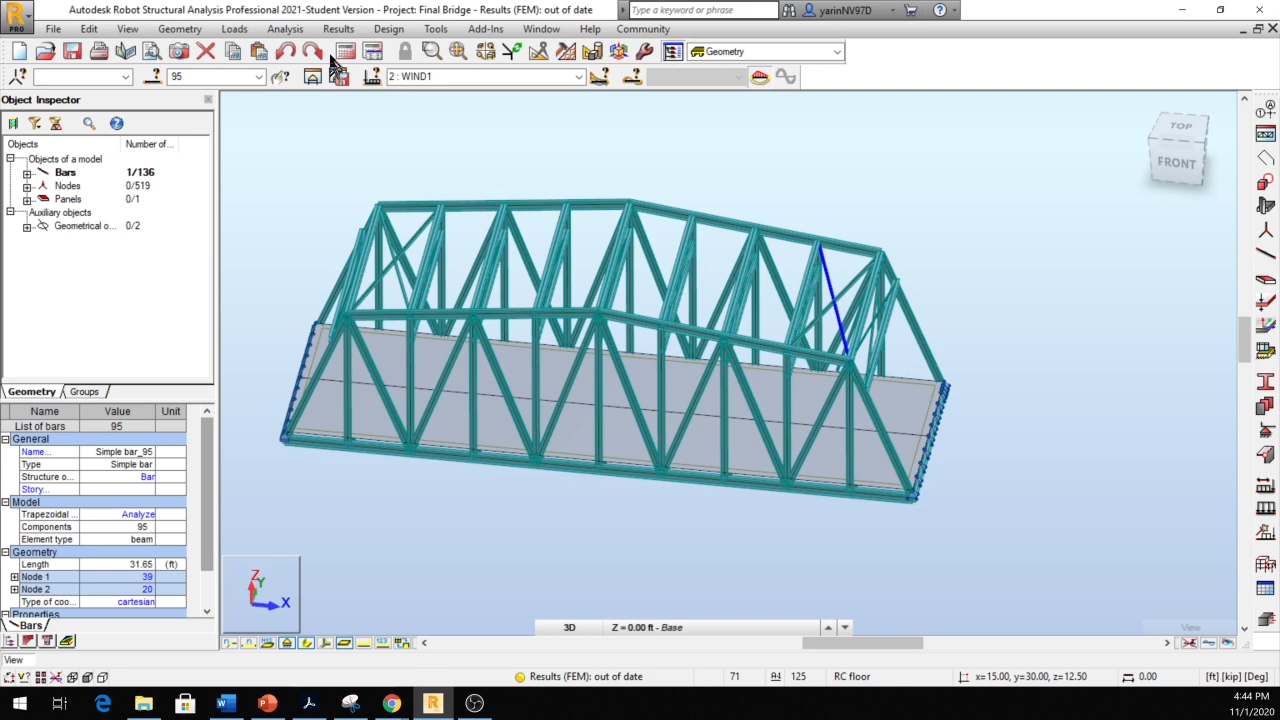 Autodesk Robot Structural Analysis Professional 2021-Student Version - Project: Final Bridge - Results (FEM): out of date
Type a keyword or phrase
yarinNV97D
PRO
File Edit View Geometry Loads Analysis Results Design Tools Add-Ins Window Help Community
Geometry
95
2 : WIND1
Object Inspector
Objects Number of...
Objects of a model
Bars 1/136
Nodes 0/519
Panels 0/1
Auxiliary objects
Geometrical o... 0/2
TOP
FRONT
Geometry Groups
Name Value Unit
List of bars 95
General
Name... Simple bar_95
Type Simple bar
Structure o... Bar
Story...
Model
Trapezoidal ... Analyze
Components 95
Element type beam
Geometry
Length 31.65 (ft)
Node 1 39
Node 2 20
Type of coo... cartesian
Properties
Bars
Z
Y
X
3D Z = 0.00 ft - Base
View
View
Results (FEM): out of date 71 125 RC floor x=15.00, y=30.00, z=12.50 0.00 [ft] [kip] [Deg]
4:44 PM
11/1/2020